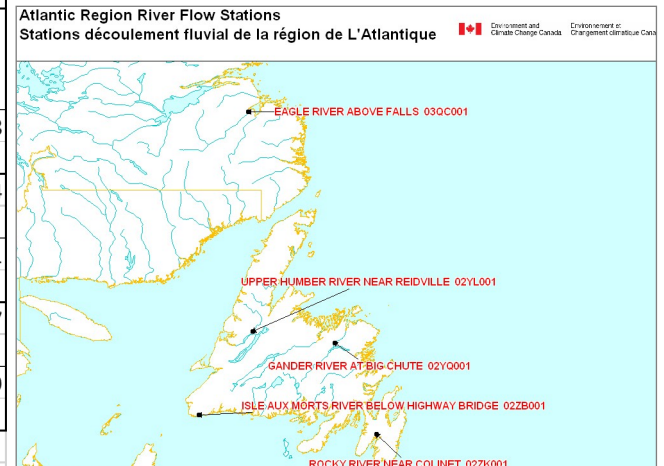 Atlantic Region River Flow Stations
Stations découlement fluvial de la région de L'Atlantique
Environment and Environnement et
Climate Change Canada Changement climatique Cana
EAGLE RIVER ABOVE FALLS 03QC001
UPPER HUMBER RIVER NEAR REIDVILLE 02YL001
GANDER RIVER AT BIG CHUTE 02YQ001
ISLE AUX MORTS RIVER BELOW HIGHWAY BRIDGE 02ZB001
ROCKY RIVER NEAR COLINET 02ZK001